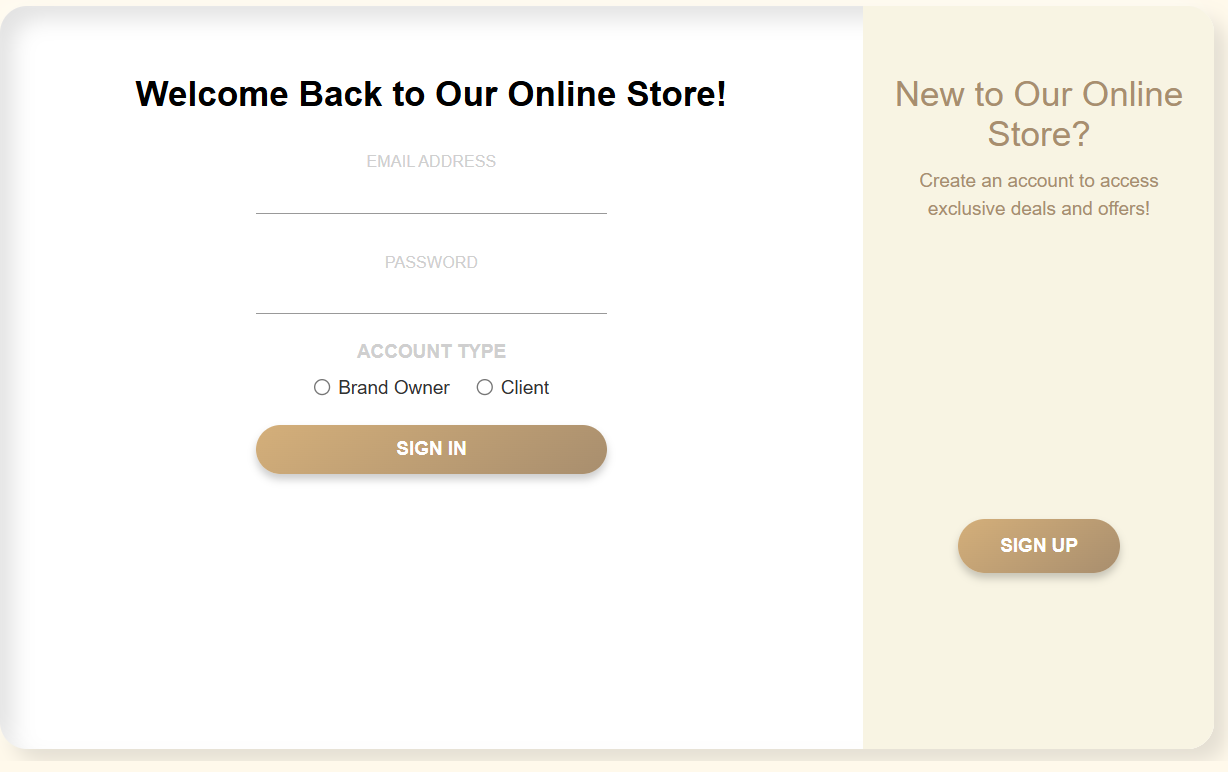 Welcome Back to Our Online Store!
EMAIL ADDRESS
PASSWORD
ACCOUNT TYPE
Brand Owner Client
SIGN IN
New to Our Online
Store?
Create an account to access
exclusive deals and offers!
SIGN UP